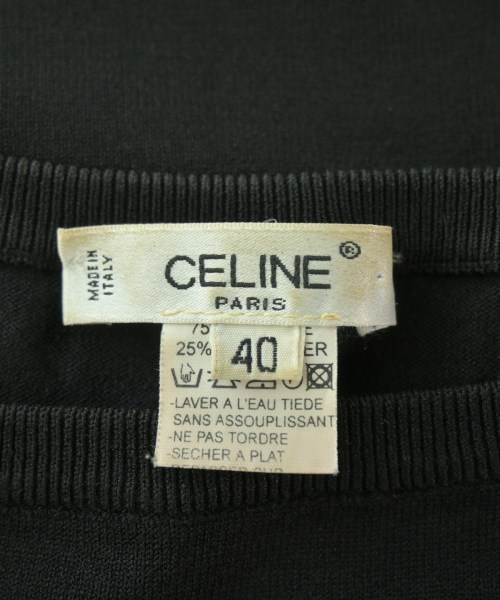 MADE IN
ITALY
CELINE®
PARIS
40
75
25%
-LAVER A L'EAU TIEDE
SANS ASSOUPLISSANT
-NE PAS TORDRE
-SECHER A PLAT